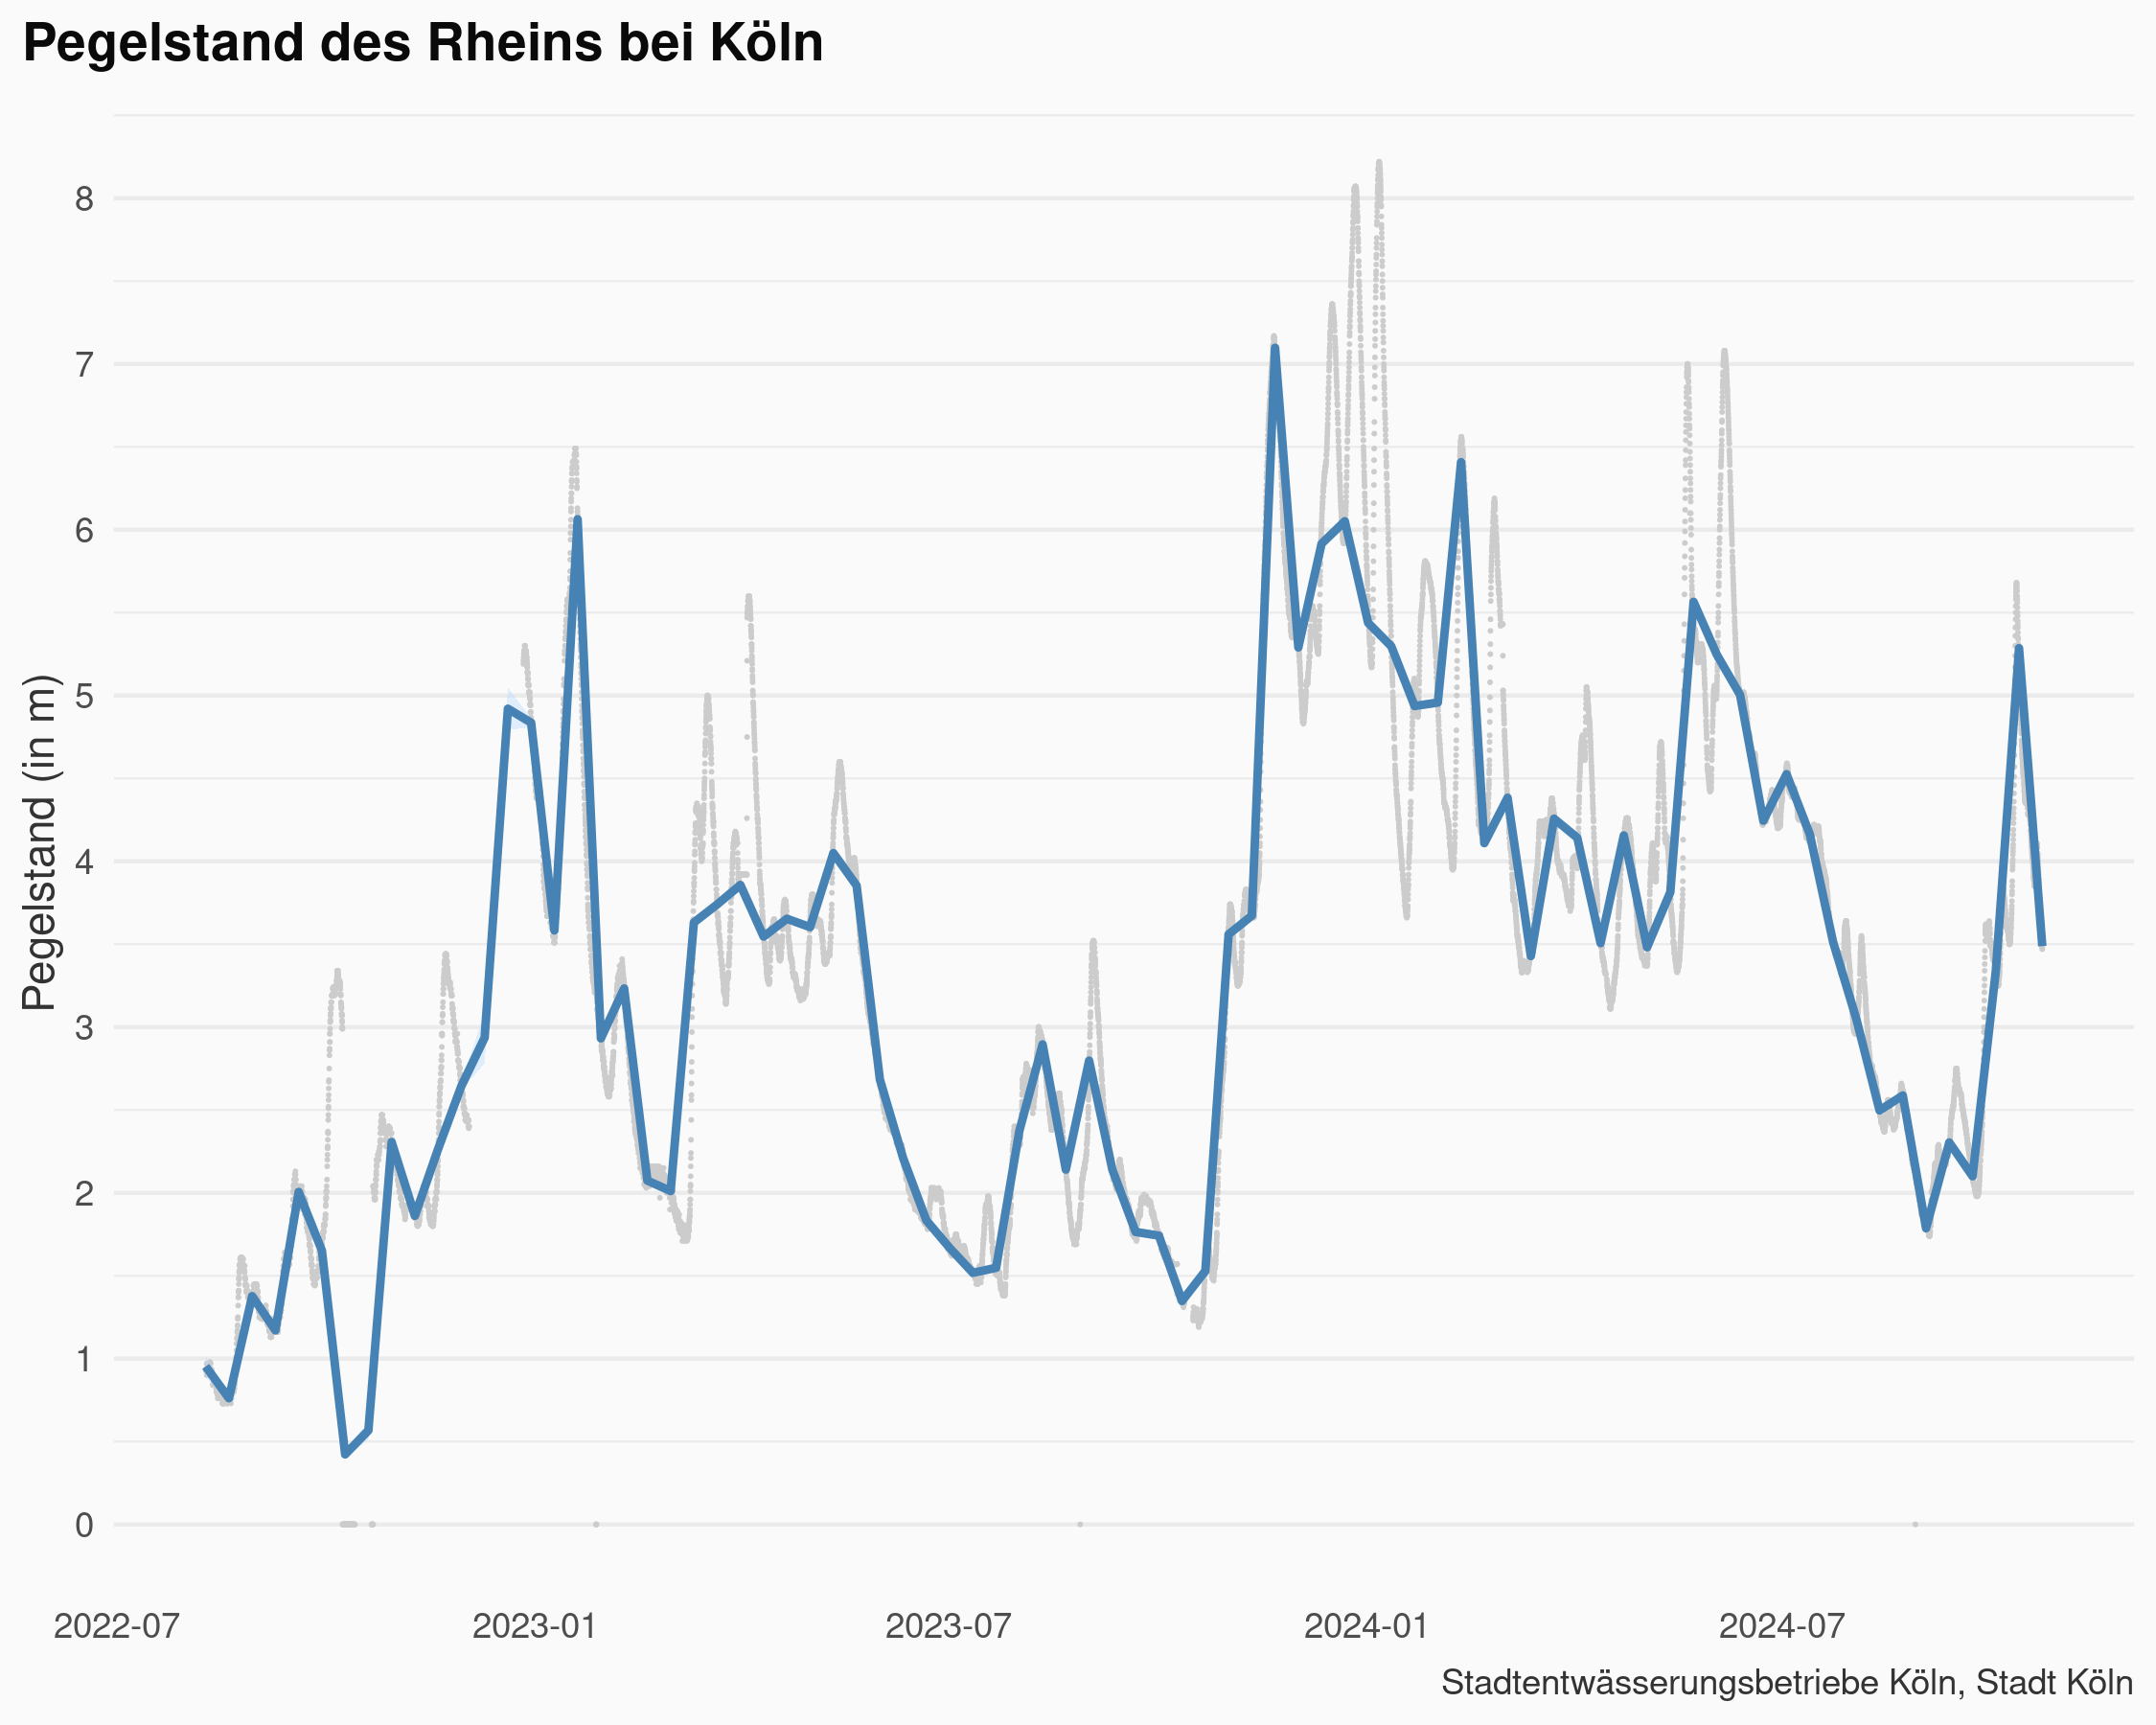 Pegelstand des Rheins bei Köln
Pegelstand (in m)
8
7
6
5
4
3
2
1
0
2022-07 2023-01 2023-07 2024-01 2024-07
Stadtentwässerungsbetriebe Köln, Stadt Köln